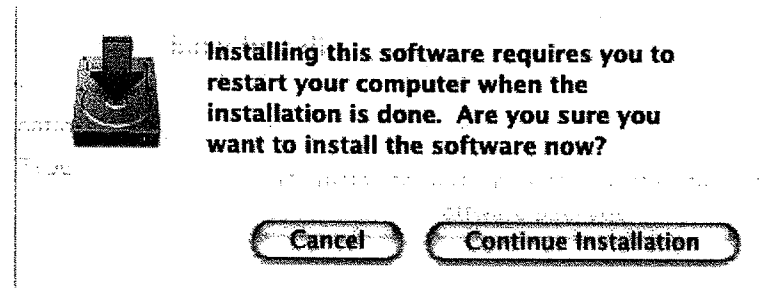 Installing this software requires you to
restart your computer when the
installation is done. Are you sure you
want to install the software now?
Cancel
Continue Installation